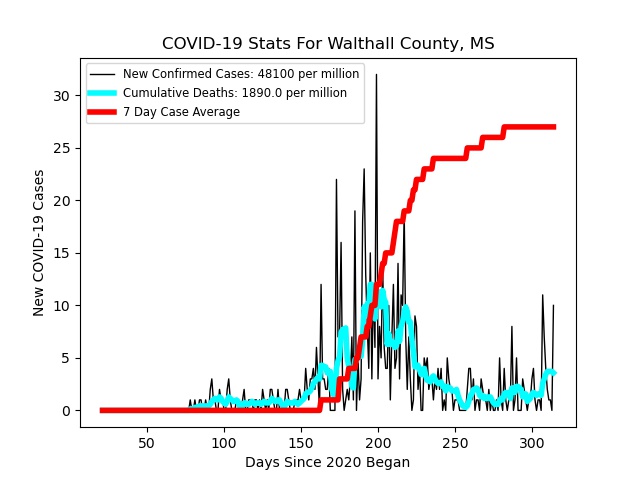 COVID-19 Stats For Walthall County, MS
New Confirmed Cases: 48100 per million
Cumulative Deaths: 1890.0 per million
7 Day Case Average
30
25
20
15
10
5
0
New COVID-19 Cases
50 100 150 200 250 300
Days Since 2020 Began